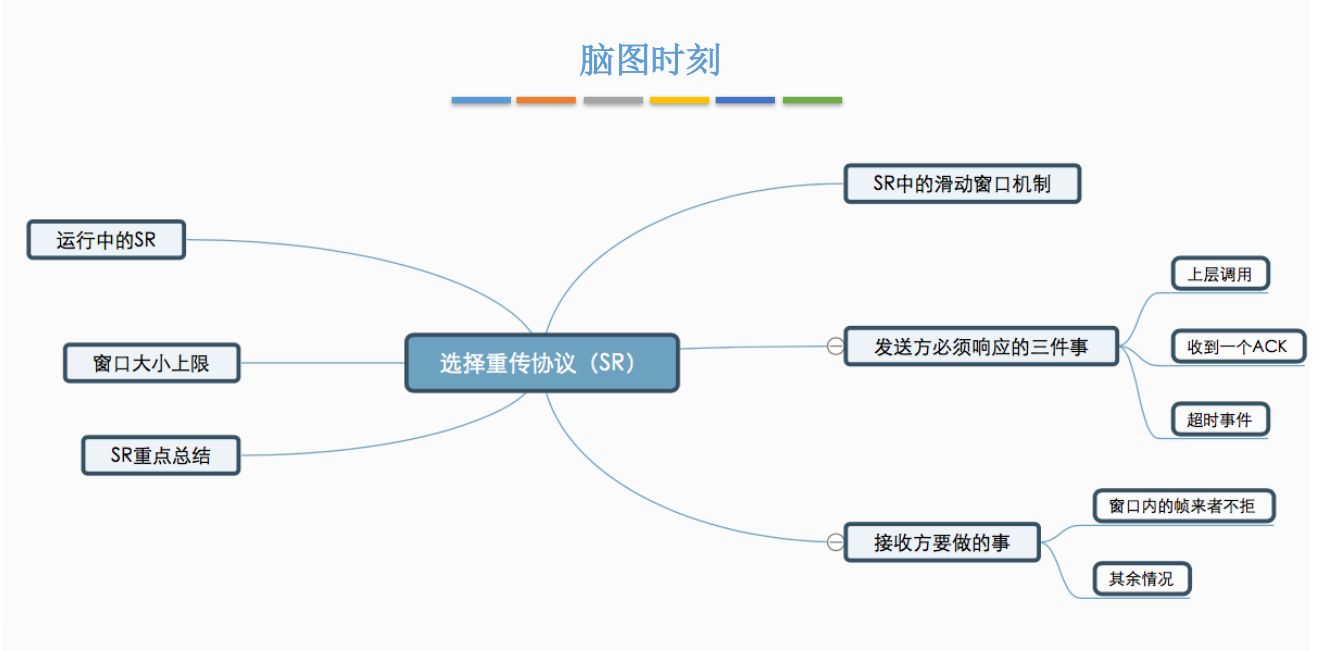 脑图时刻
SR中的滑动窗口机制
运行中的SR
上层调用
窗口大小上限
选择重传协议（SR）
发送方必须响应的三件事
收到一个ACK
超时事件
SR重点总结
窗口内的帧来者不拒
接收方要做的事
其余情况